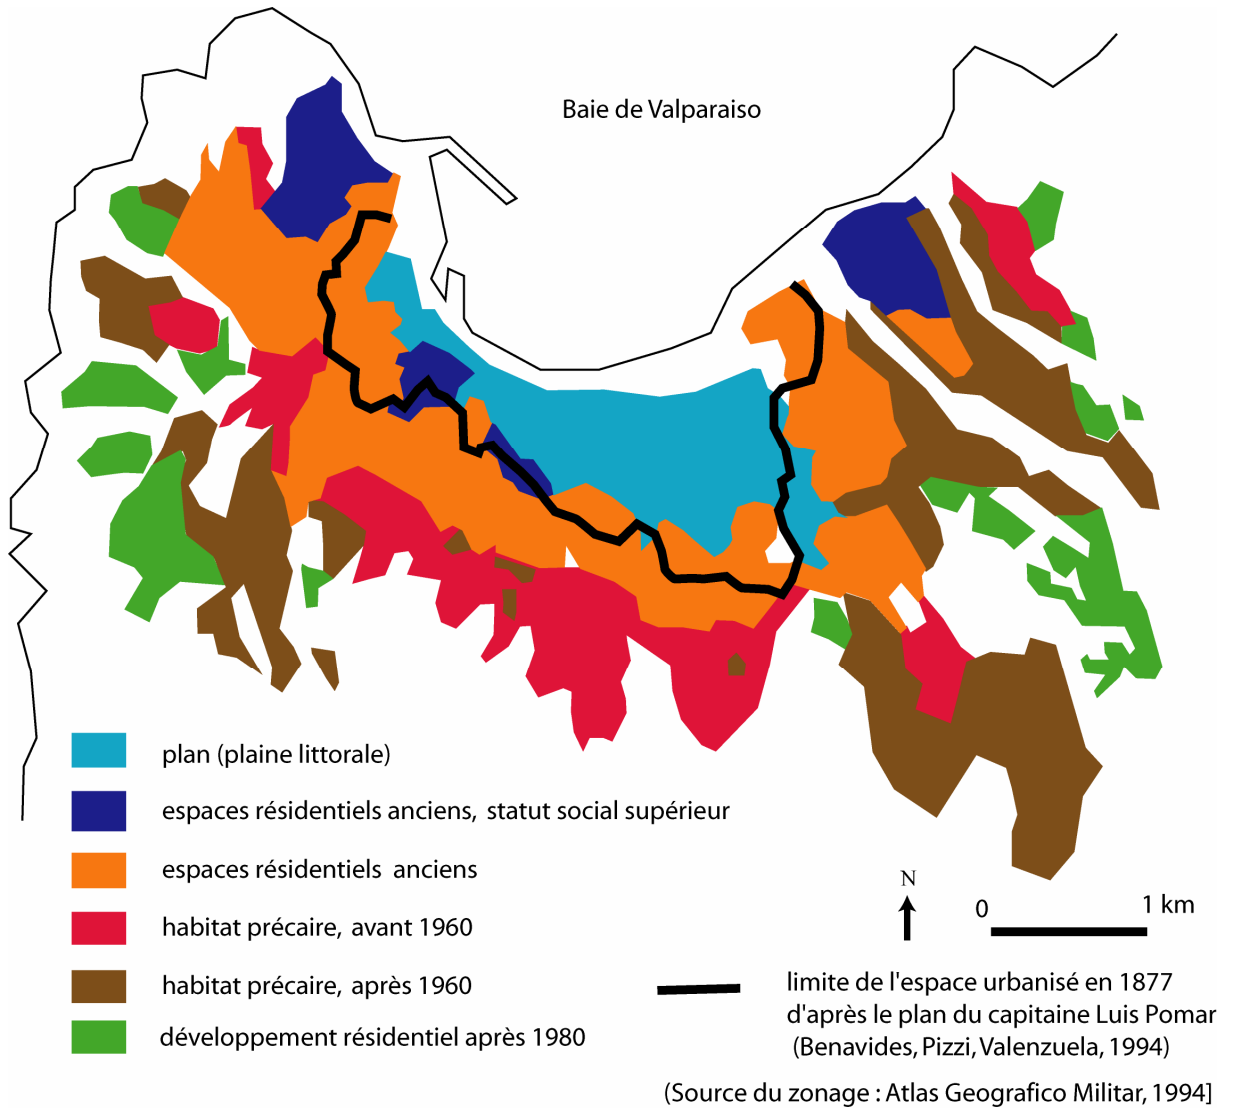 Baie de Valparaiso
plan (plaine littorale)
espaces résidentiels anciens, statut social supérieur
espaces résidentiels anciens
habitat précaire, avant 1960
habitat précaire, après 1960
développement résidentiel après 1980
N
0
1 km
limite de l'espace urbanisé en 1877
d'après le plan du capitaine Luis Pomar
(Benavides, Pizzi, Valenzuela, 1994)
(Source du zonage : Atlas Geografico Militar, 1994]